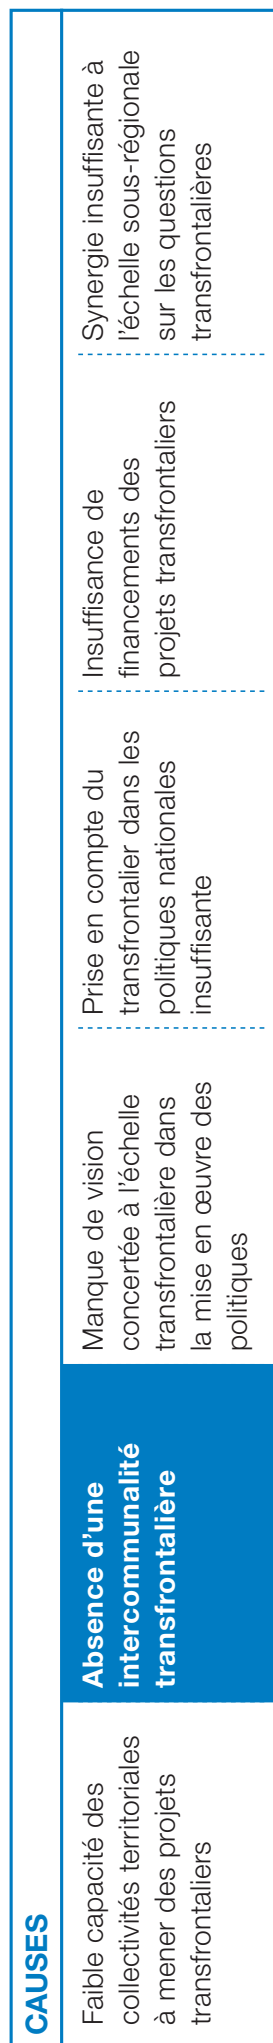 CAUSES
Faible capacité des
collectivités territoriales
à mener des projets
transfrontaliers
Absence d'une
intercommunalité
transfrontalière
Manque de vision
concertée à l'échelle
transfrontalière dans
la mise en œuvre des
politiques
Prise en compte du
transfrontalier dans les
politiques nationales
insuffisante
Insuffisance de
financements des
projets transfrontaliers
Synergie insuffisante à
l'échelle sous-régionale
sur les questions
transfrontalières